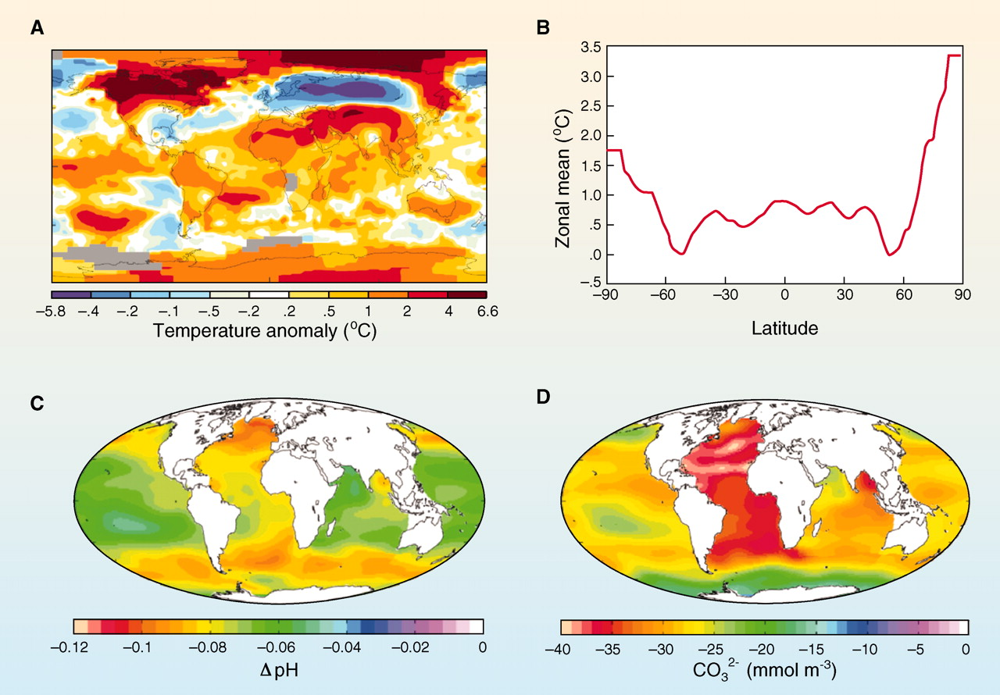 A
–5.8 –.4 –.2 –.1 –.5 –.2 .2 .5 1 2 4 6.6
Temperature anomaly (°C)
B
Zonal mean (°C)
3.5
3.0
2.5
2.0
1.5
1.0
.5
.0
–.5
–90 –60 –30 0 30 60 90
Latitude
C
–0.12 –0.1 –0.08 –0.06 –0.04 –0.02 0
ΔpH
D
–40 –35 –30 –25 –20 –15 –10 –5 0
CO₃²⁻ (mmol m⁻³)